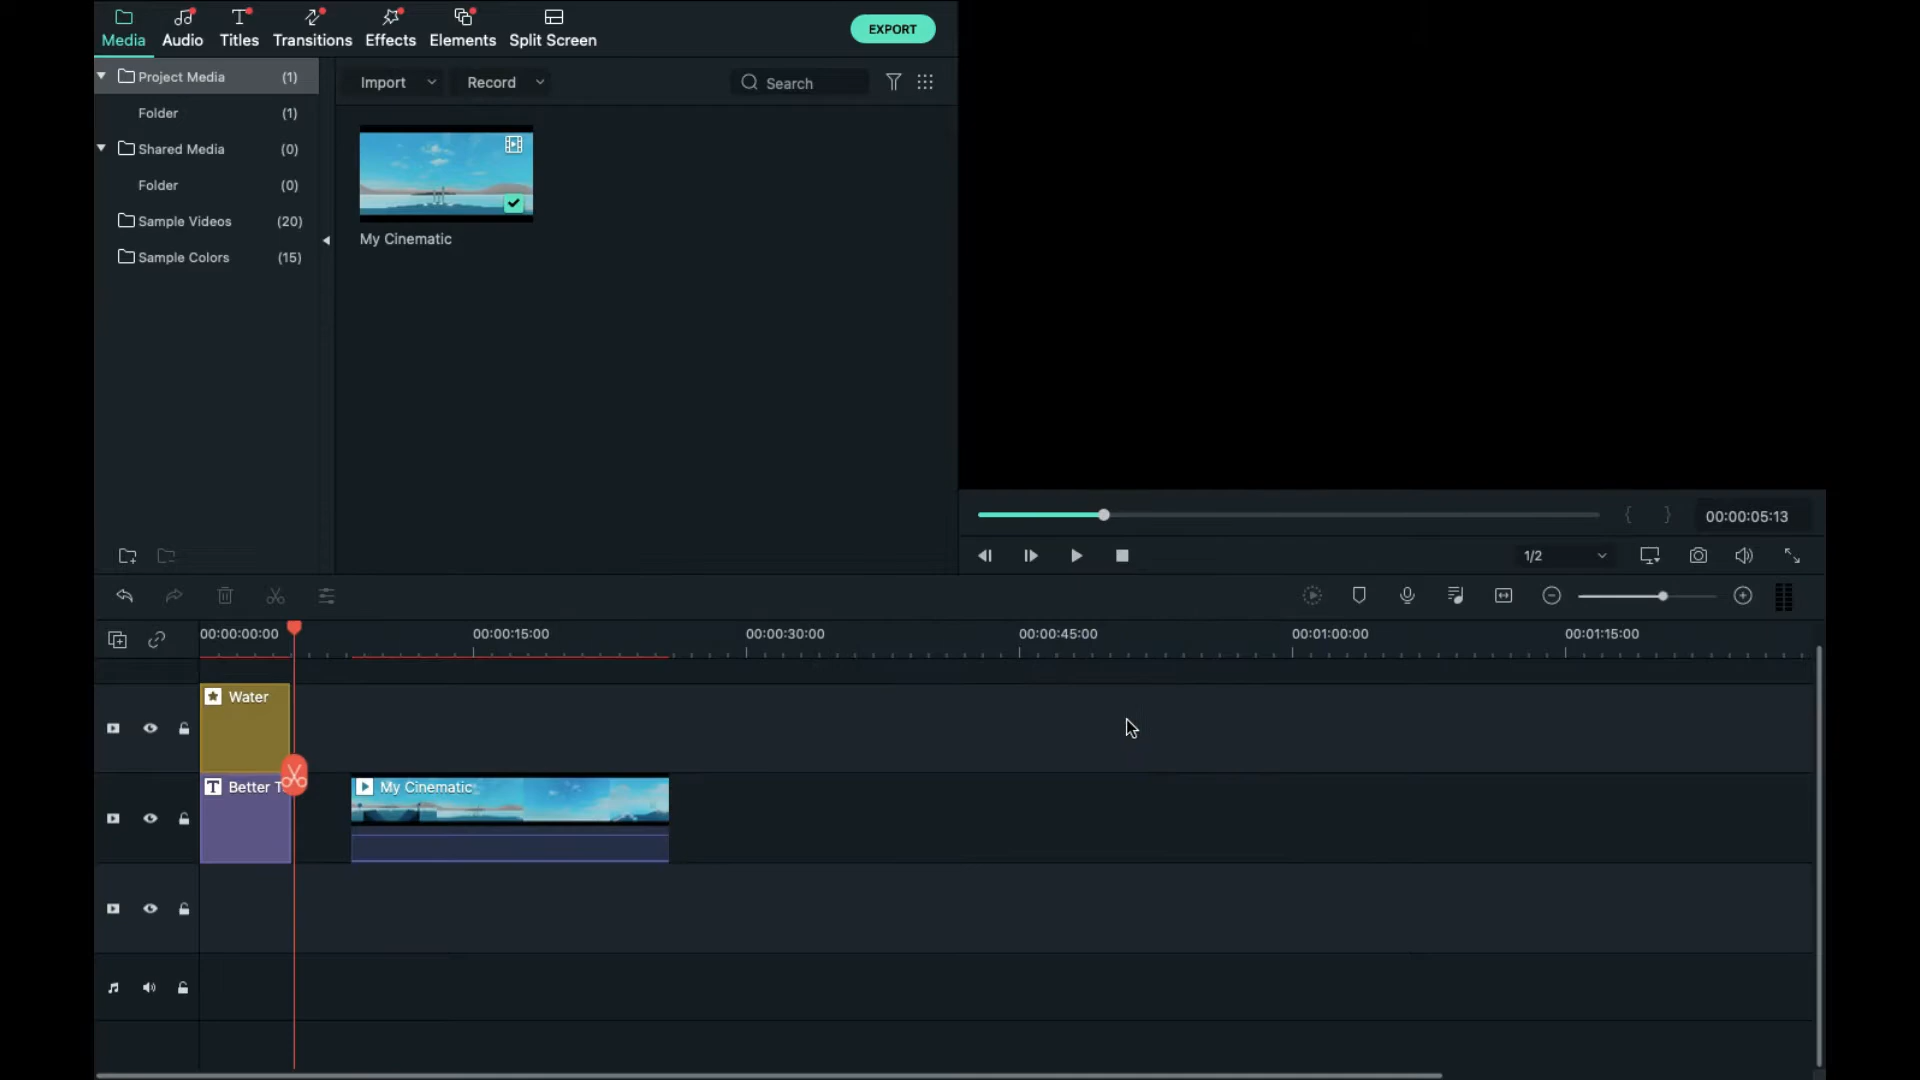 Media Audio Titles Transitions Effects Elements Split Screen EXPORT
Project Media (1)
Folder (1)
Shared Media (0)
Folder (0)
Sample Videos (20)
Sample Colors (15)
Import Record Search
My Cinematic
00:00:05:13
1/2
00:00:00:00 00:00:15:00 00:00:30:00 00:00:45:00 00:01:00:00 00:01:15:00
Water
Better T
My Cinematic